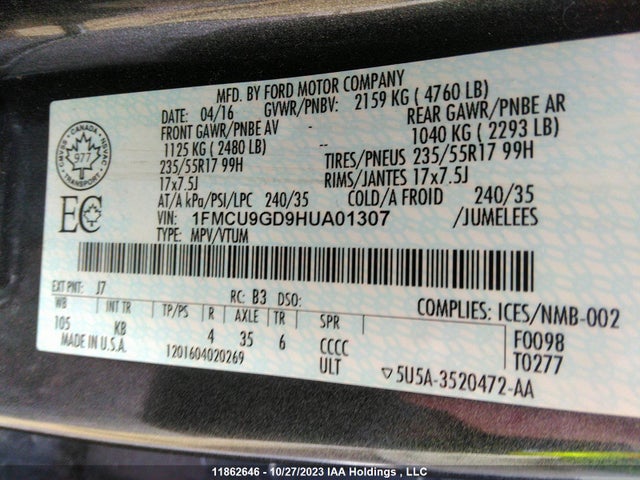 MFD. BY FORD MOTOR COMPANY
DATE: 04/16 GVWR/PNBV: 2159 KG ( 4760 LB)
FRONT GAWR/PNBE AV - REAR GAWR/PNBE AR
1125 KG ( 2480 LB) -- 1040 KG ( 2293 LB)
235/55R17 99H TIRES/PNEUS 235/55R17 99H
17x7.5J RIMS/JANTES 17x7.5J
AT/A kPa/PSI/LPC 240/35 COLD/A FROID 240/35
VIN: 1FMCU9GD9HUA01307 /JUMELEES
TYPE: MPV/VTUM
CANADA
UMVSS NSVAC
977
TRANSPORT
EC
EXT PNT: J7 RC: B3 DSO: COMPLIES: ICES/NMB-002
WB INT TR TP/PS R AXLE TR SPR F0098
105 KB 4 35 6 CCCC T0277
MADE IN U.S.A. 1201604020269 ULT ▽5U5A-3520472-AA
11862646 - 10/27/2023 IAA Holdings , LLC